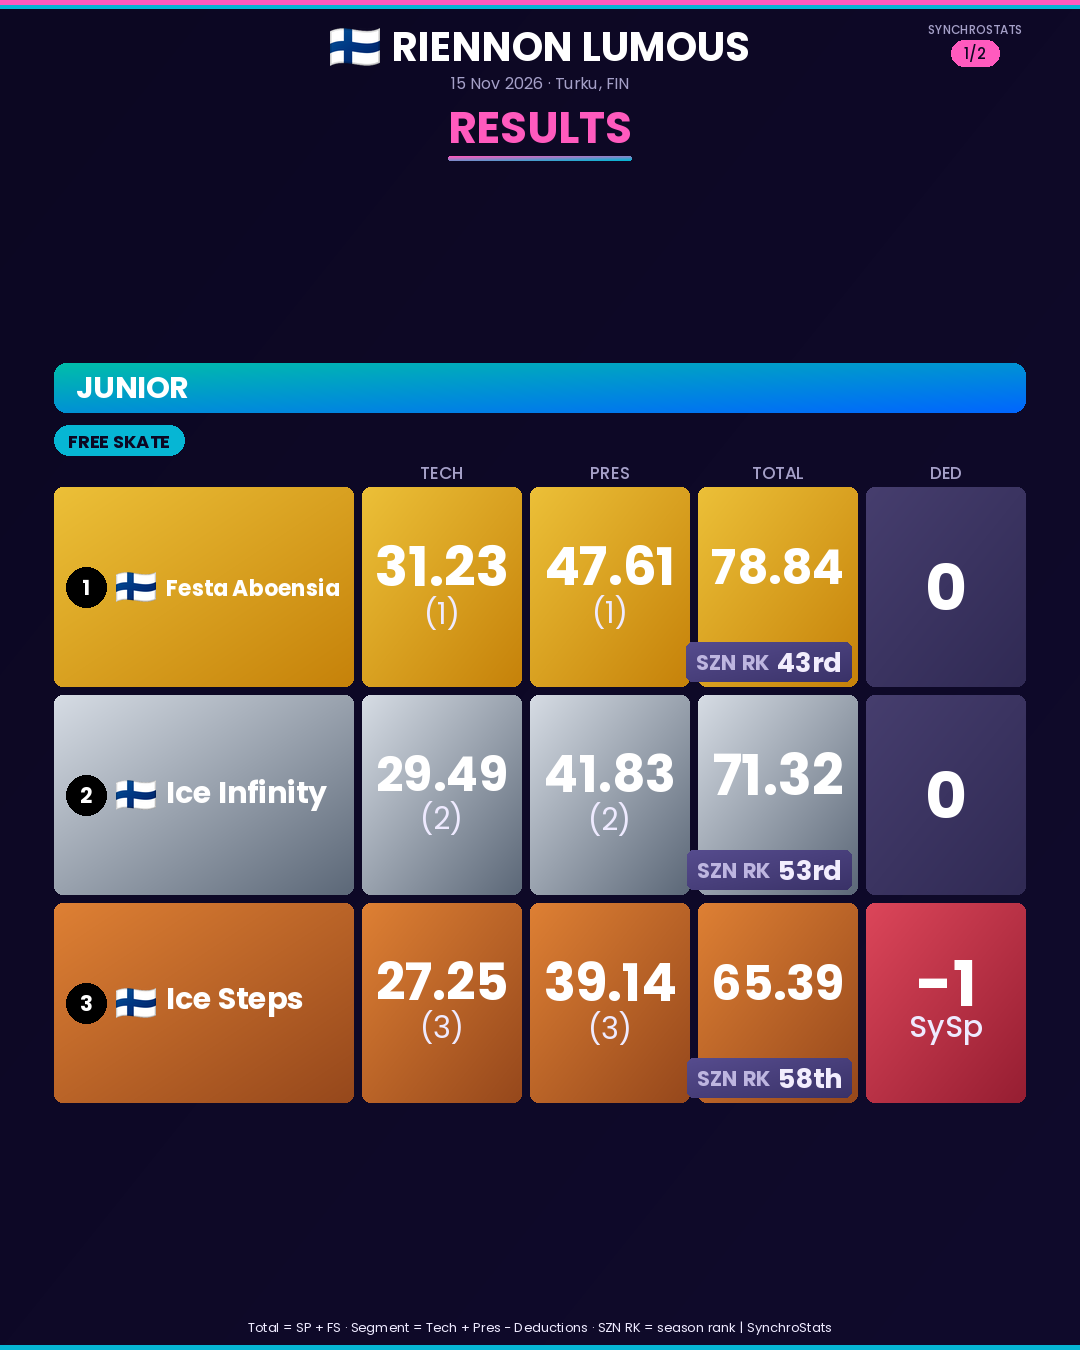 RIENNON LUMOUS
SYNCHROSTATS
1/2
15 Nov 2026 · Turku, FIN
RESULTS
JUNIOR
FREE SKATE
TECH PRES TOTAL DED
1 Festa Aboensia 31.23 (1) 47.61 (1) 78.84 SZN RK 43rd 0
2 Ice Infinity 29.49 (2) 41.83 (2) 71.32 SZN RK 53rd 0
3 Ice Steps 27.25 (3) 39.14 (3) 65.39 SZN RK 58th -1 SySp
Total = SP + FS · Segment = Tech + Pres - Deductions · SZN RK = season rank | SynchroStats